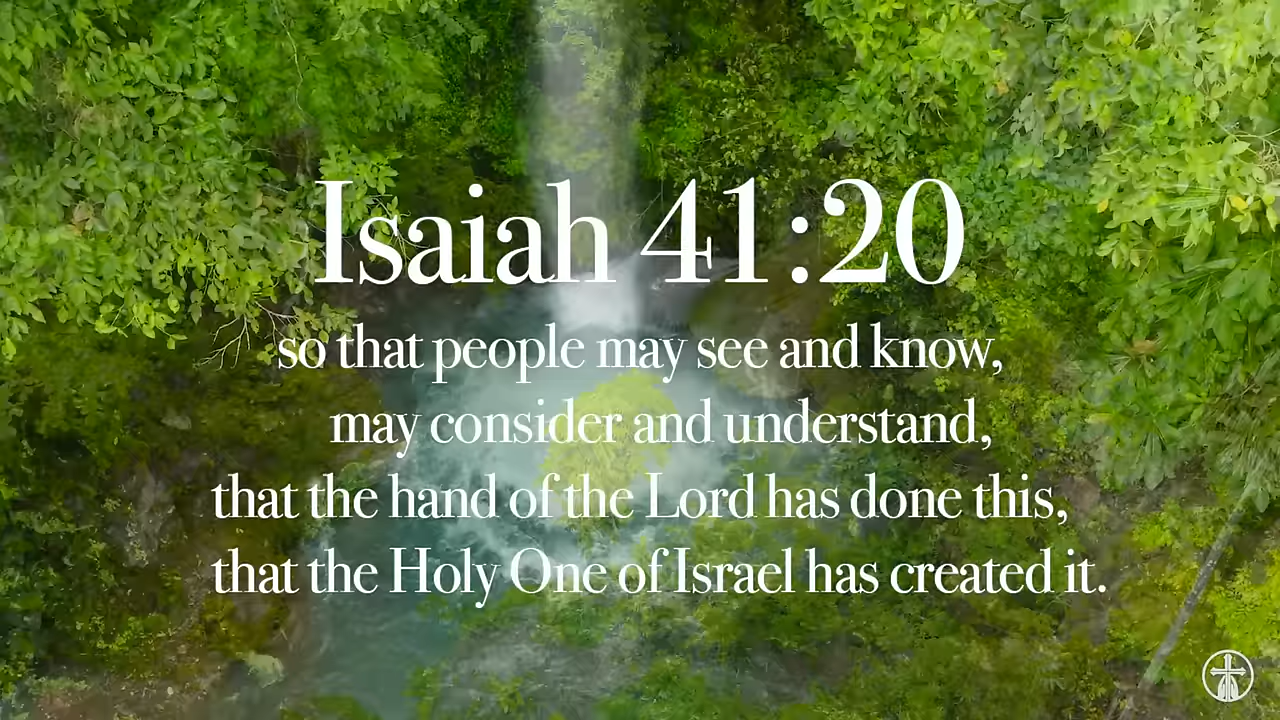 Isaiah 41:20
so that people may see and know,
may consider and understand,
that the hand of the Lord has done this,
that the Holy One of Israel has created it.